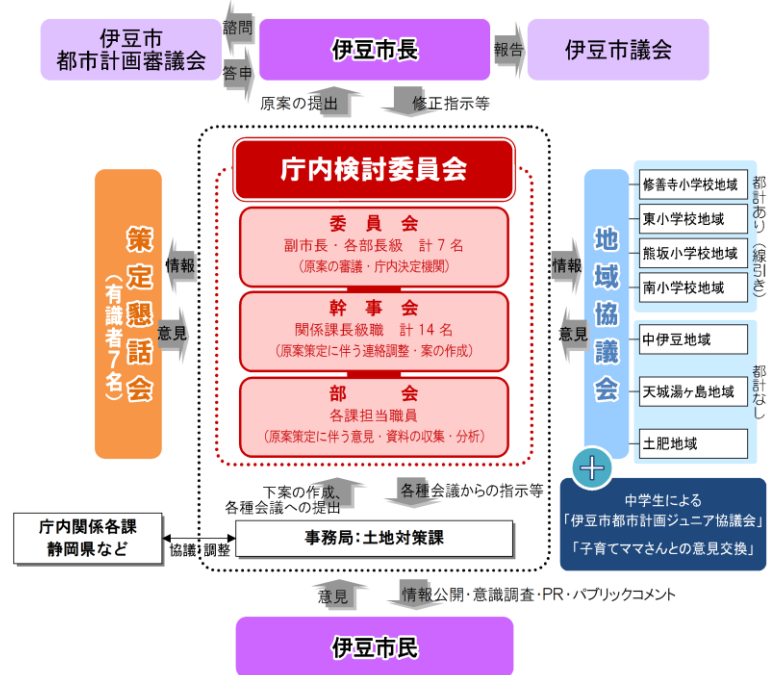 伊豆市
都市計画審議会
諮問
答申
伊豆市長
報告
伊豆市議会
原案の提出
修正指示等
庁内検討委員会
委 員 会
副市長・各部長級 計7名
(原案の審議・庁内決定機関)
幹 事 会
関係課長級職 計14名
(原案策定に伴う連絡調整・案の作成)
部 会
各課担当職員
(原案策定に伴う意見・資料の収集・分析)
策定懇話会
(有識者7名)
情報
意見
情報
意見
地域協議会
修善寺小学校地域
東小学校地域
熊坂小学校地域
南小学校地域
都計あり(線引き)
中伊豆地域
天城湯ヶ島地域
土肥地域
都計なし
+
中学生による
「伊豆市都市計画ジュニア協議会」
「子育てママさんとの意見交換」
下案の作成、
各種会議への提出
各種会議からの指示等
庁内関係各課
静岡県など
協議・調整
事務局:土地対策課
意見
情報公開・意識調査・PR・パブリックコメント
伊豆市民